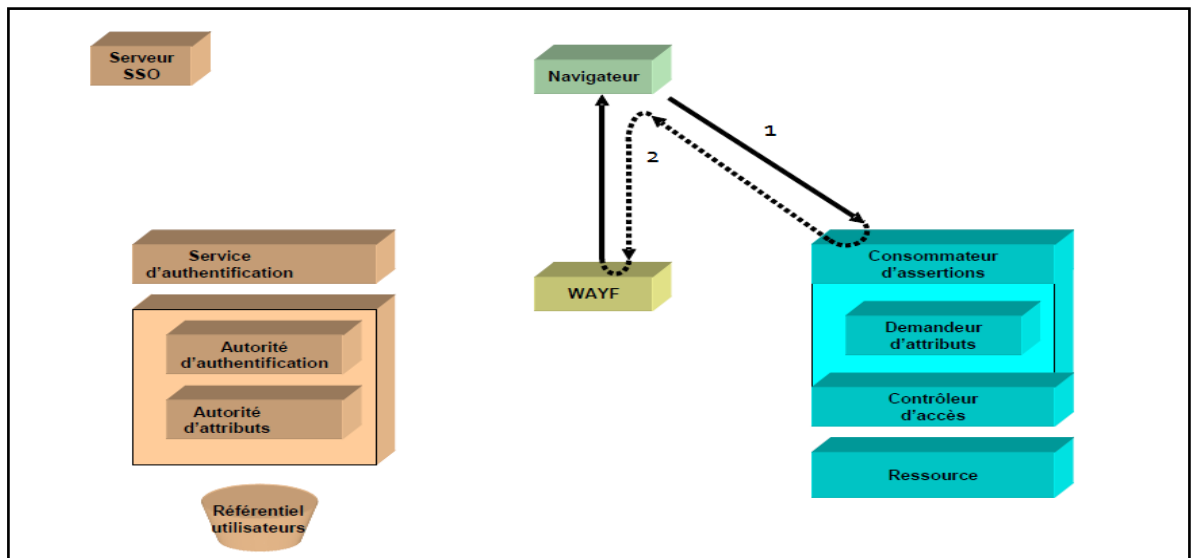 Serveur
SSO
Navigateur
1
2
Service
d'authentification
WAYF
Consommateur
d'assertions
Autorité
d'authentification
Demandeur
d'attributs
Autorité
d'attributs
Contrôleur
d'accès
Ressource
Référentiel
utilisateurs